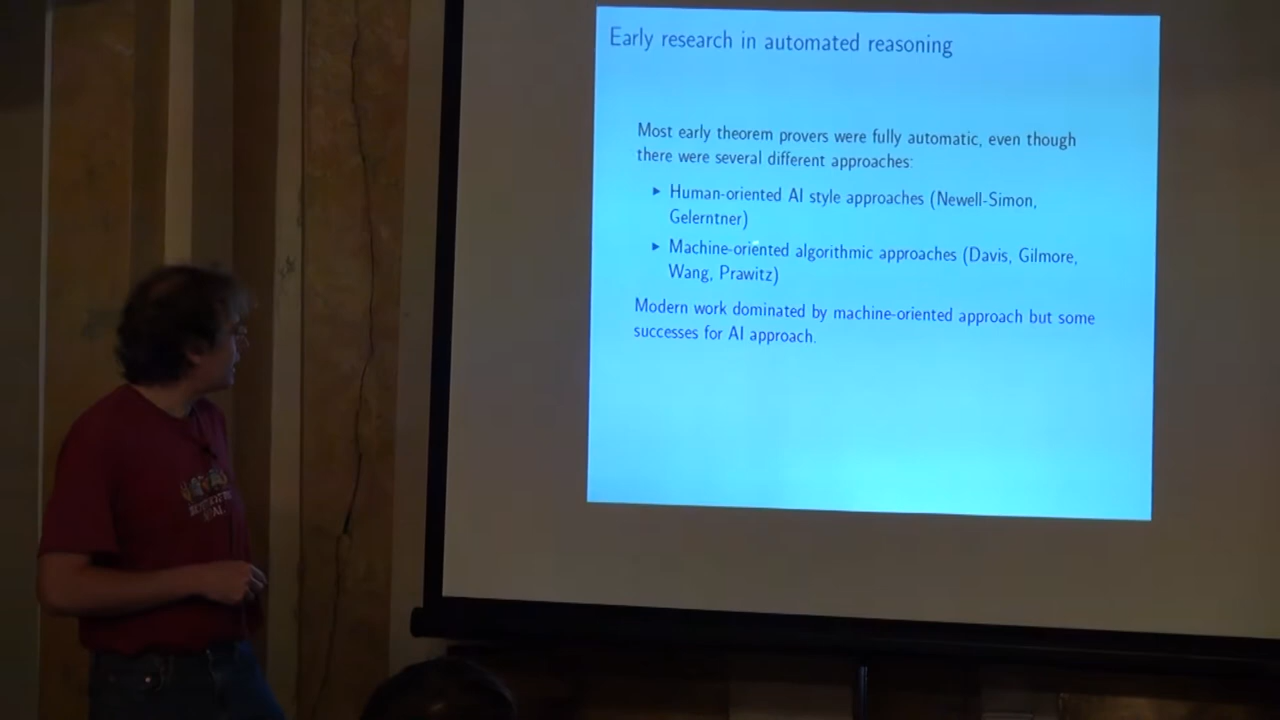 Early research in automated reasoning
Most early theorem provers were fully automatic, even though
there were several different approaches:
▸ Human-oriented AI style approaches (Newell-Simon,
Gelerntner)
▸ Machine-oriented algorithmic approaches (Davis, Gilmore,
Wang, Prawitz)
Modern work dominated by machine-oriented approach but some
successes for AI approach.